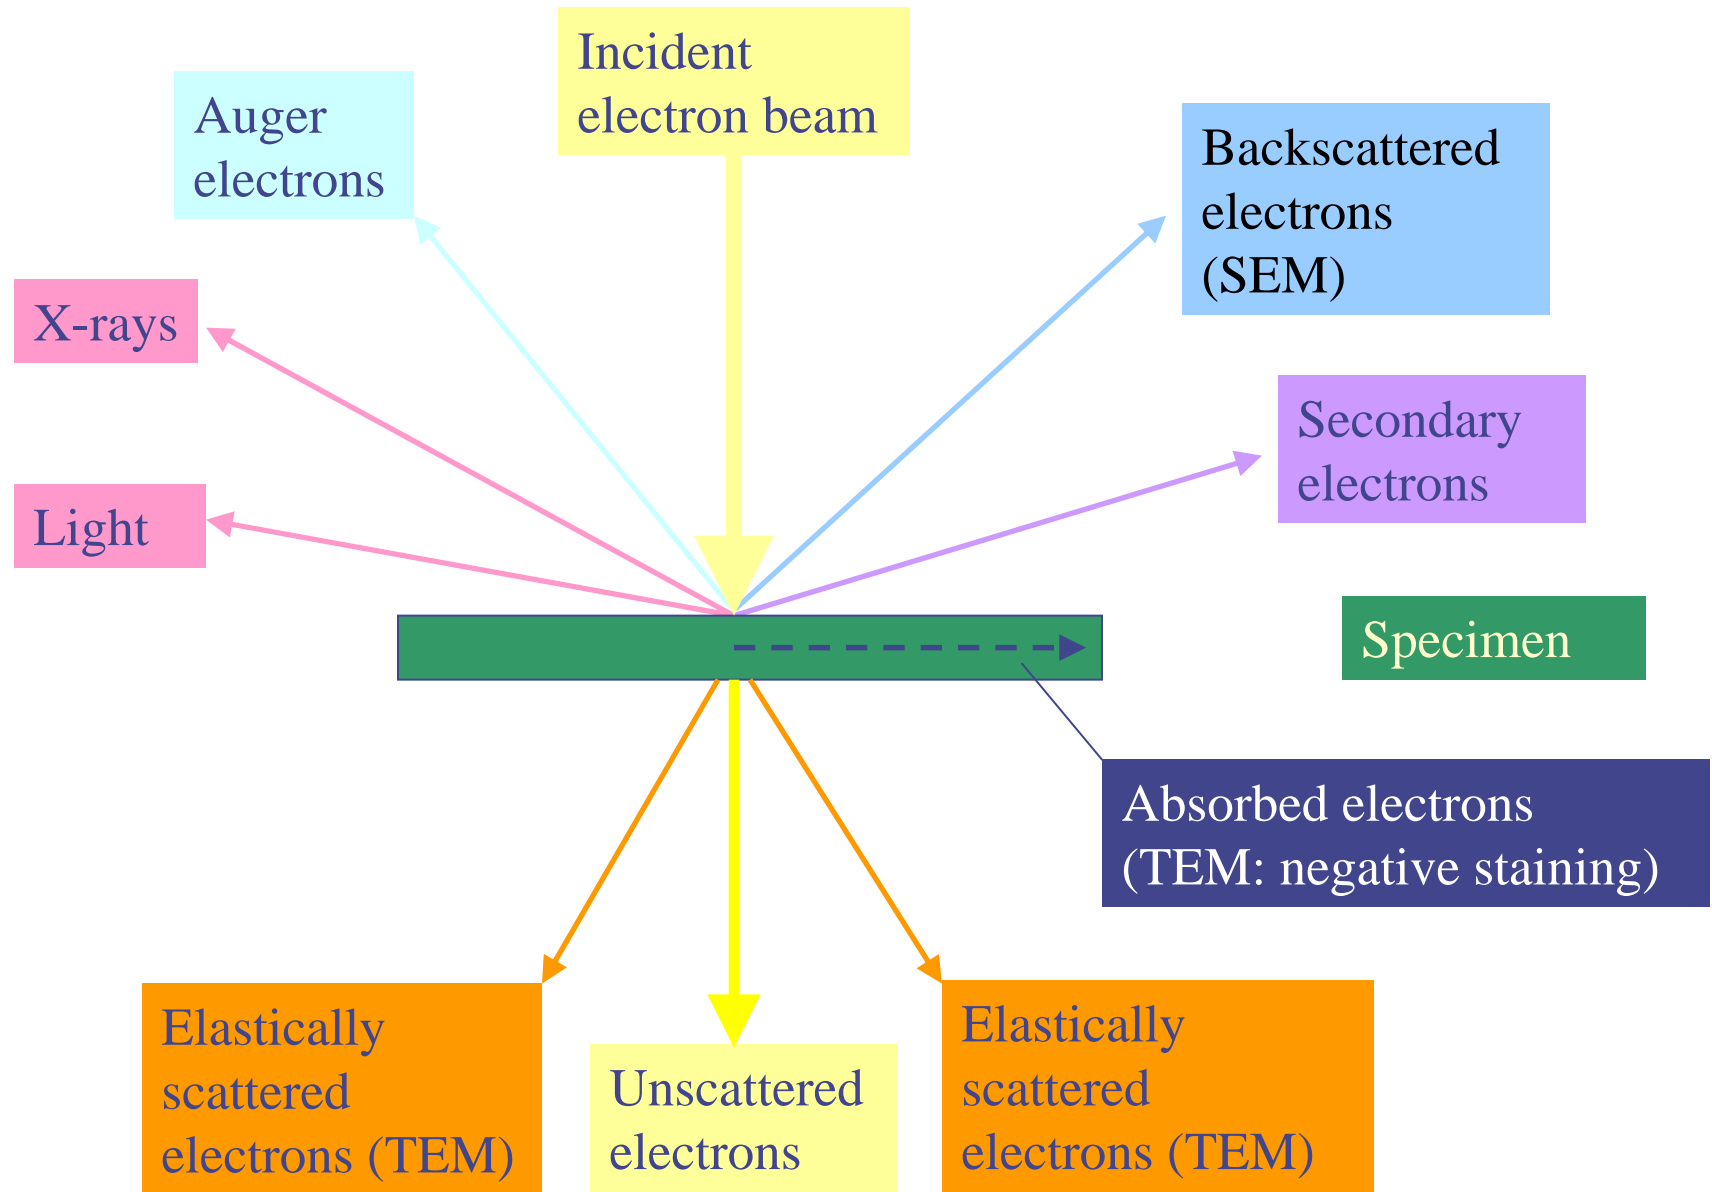 Incident
electron beam
Auger
electrons
Backscattered
electrons
(SEM)
X-rays
Secondary
electrons
Light
Specimen
Absorbed electrons
(TEM: negative staining)
Elastically
scattered
electrons (TEM)
Unscattered
electrons
Elastically
scattered
electrons (TEM)